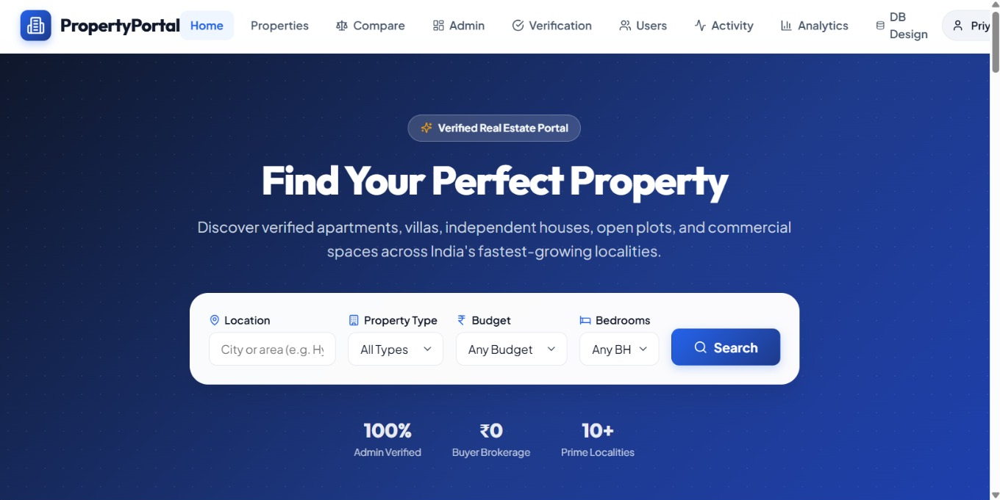 PropertyPortal Home Properties Compare Admin Verification Users Activity Analytics DB Design Priy
Verified Real Estate Portal
Find Your Perfect Property
Discover verified apartments, villas, independent houses, open plots, and commercial
spaces across India's fastest-growing localities.
Location Property Type Budget Bedrooms
City or area (e.g. Hy All Types Any Budget Any BH Search
100% ₹0 10+
Admin Verified Buyer Brokerage Prime Localities